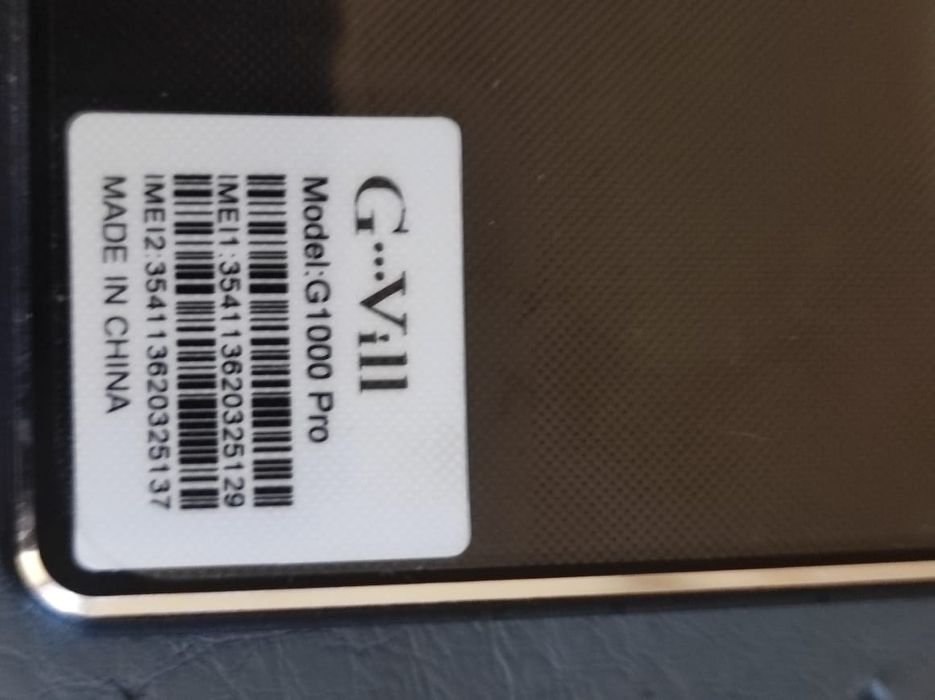 G···Vill
Model:G1000 Pro
IMEI1:354113620325129
IMEI2:354113620325137
MADE IN CHINA